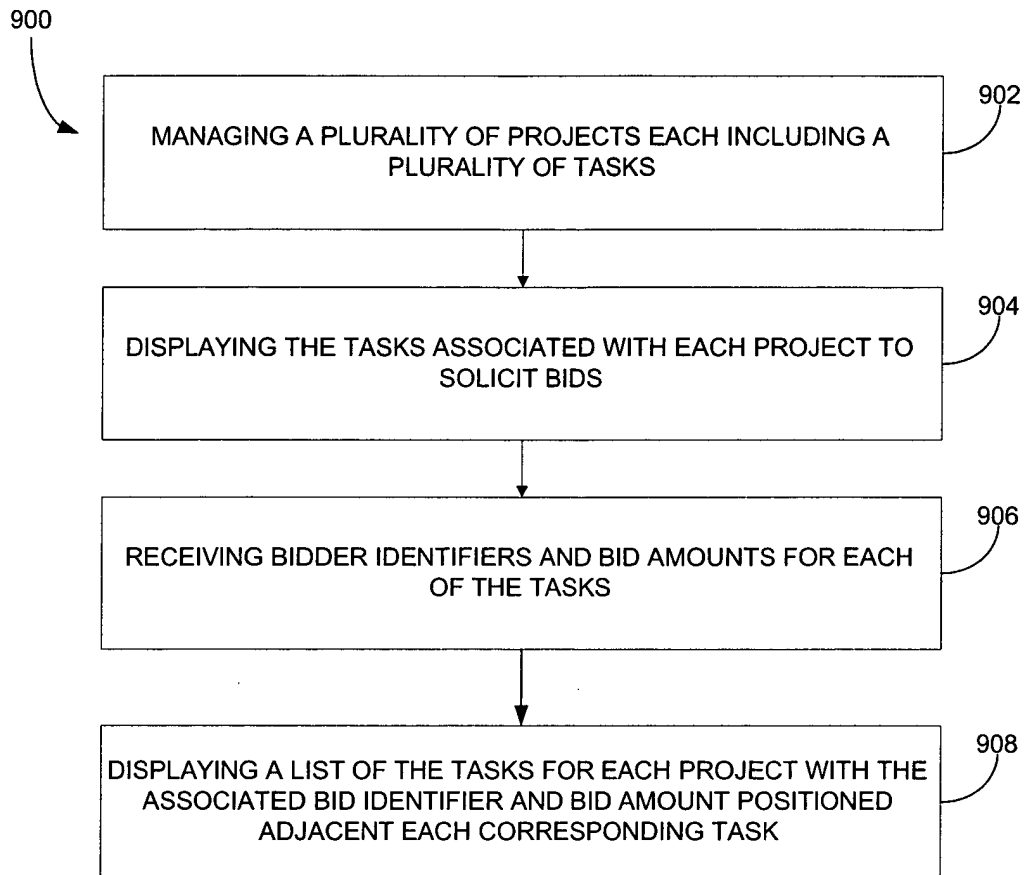 900
902
MANAGING A PLURALITY OF PROJECTS EACH INCLUDING A
PLURALITY OF TASKS
904
DISPLAYING THE TASKS ASSOCIATED WITH EACH PROJECT TO
SOLICIT BIDS
906
RECEIVING BIDDER IDENTIFIERS AND BID AMOUNTS FOR EACH
OF THE TASKS
908
DISPLAYING A LIST OF THE TASKS FOR EACH PROJECT WITH THE
ASSOCIATED BID IDENTIFIER AND BID AMOUNT POSITIONED
ADJACENT EACH CORRESPONDING TASK